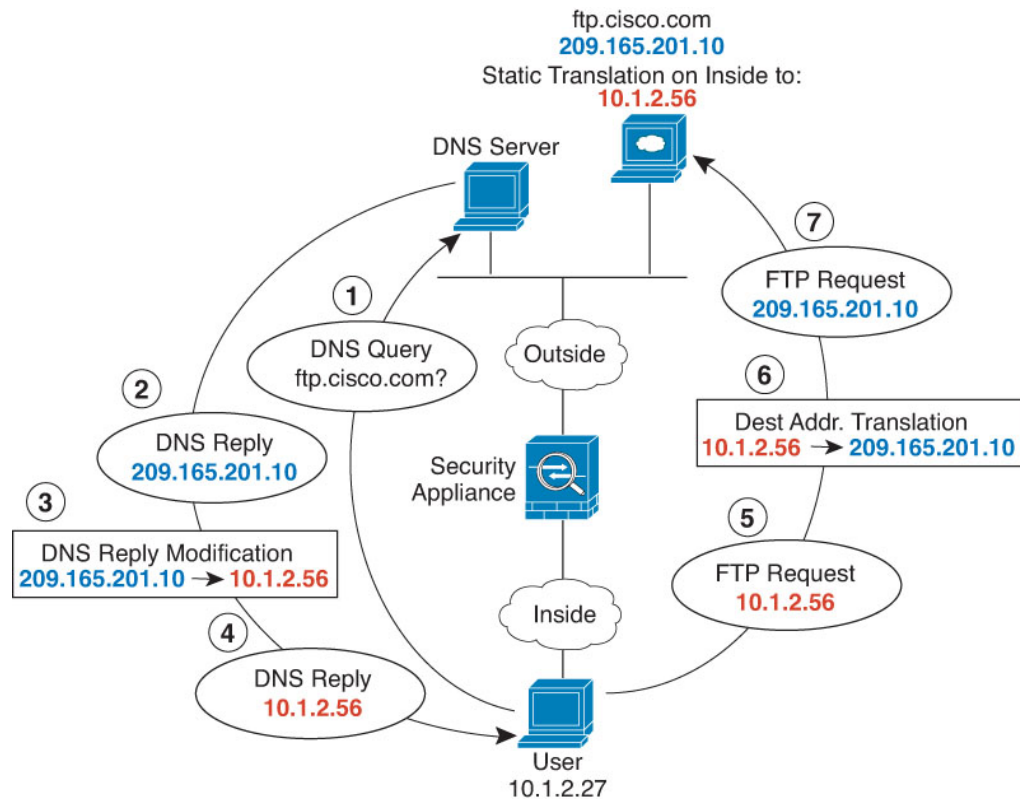 ftp.cisco.com
209.165.201.10
Static Translation on Inside to:
10.1.2.56
DNS Server
7
FTP Request
209.165.201.10
1
DNS Query
ftp.cisco.com?
Outside
2
DNS Reply
209.165.201.10
6
Dest Addr. Translation
10.1.2.56 → 209.165.201.10
Security
Appliance
3
DNS Reply Modification
209.165.201.10 → 10.1.2.56
5
FTP Request
10.1.2.56
Inside
4
DNS Reply
10.1.2.56
User
10.1.2.27